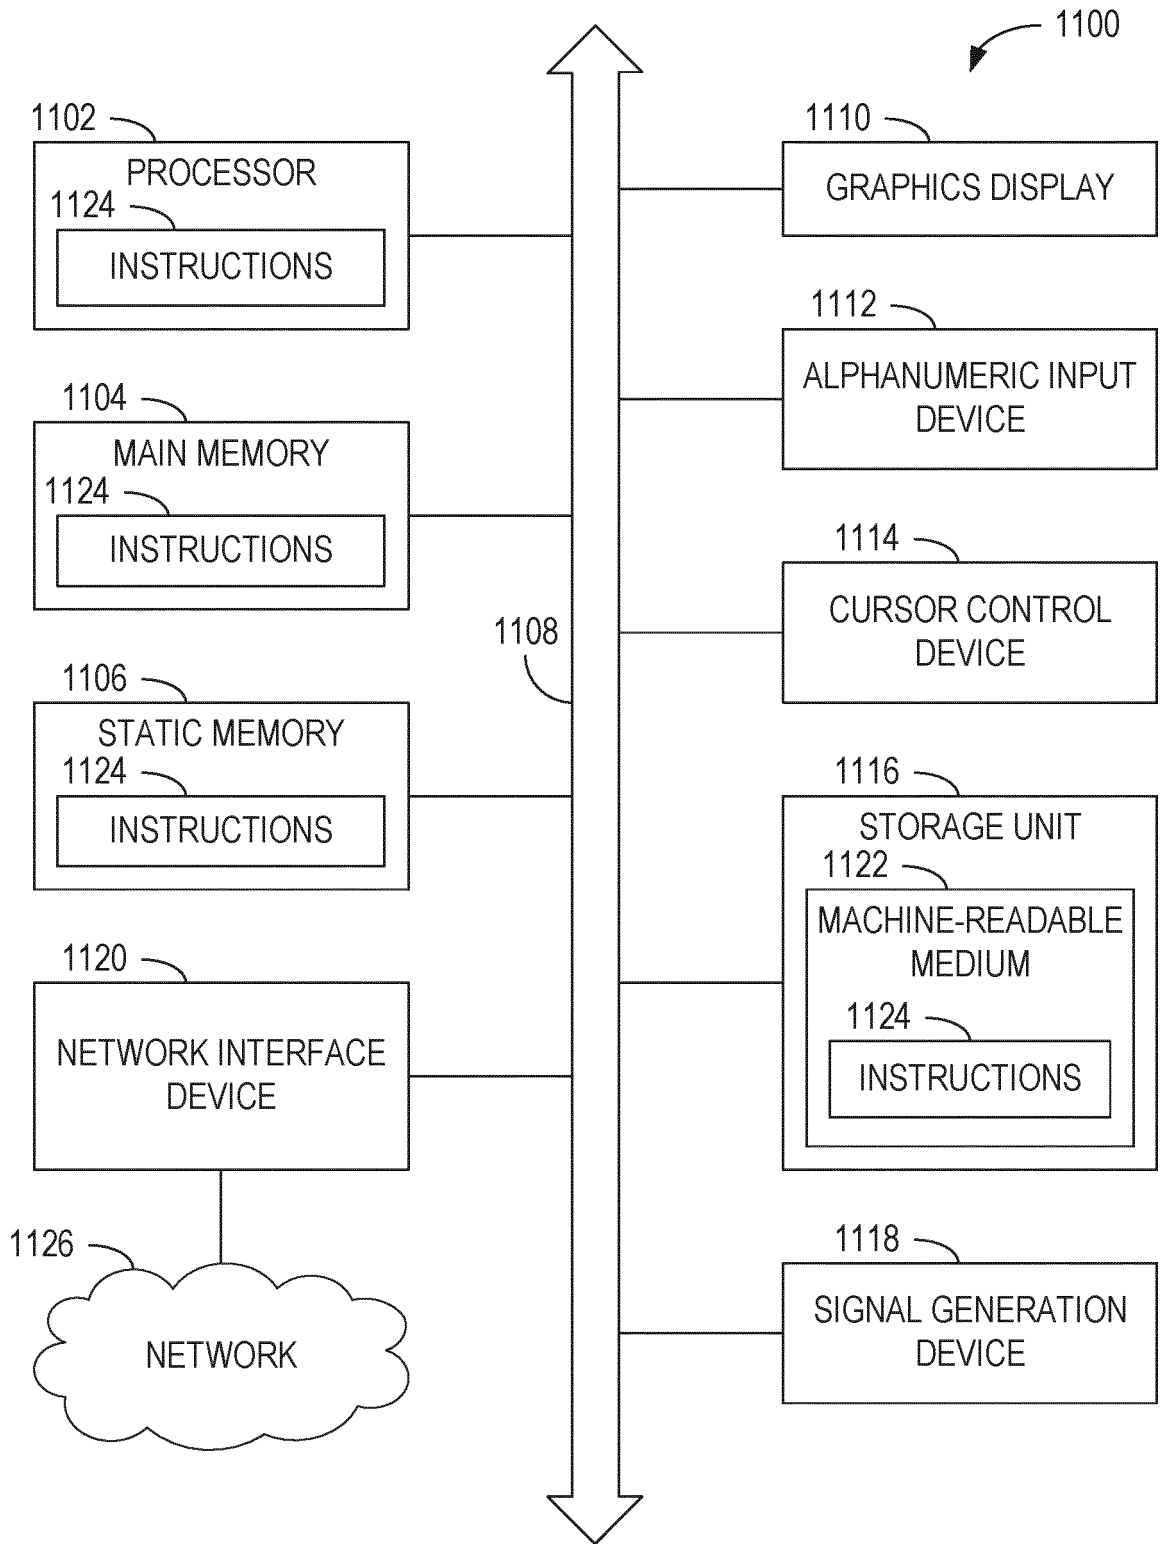 1100
1102
PROCESSOR
1124
INSTRUCTIONS
1104
MAIN MEMORY
1124
INSTRUCTIONS
1106
STATIC MEMORY
1124
INSTRUCTIONS
1120
NETWORK INTERFACE
DEVICE
1126
NETWORK
1108
1110
GRAPHICS DISPLAY
1112
ALPHANUMERIC INPUT
DEVICE
1114
CURSOR CONTROL
DEVICE
1116
STORAGE UNIT
1122
MACHINE-READABLE
MEDIUM
1124
INSTRUCTIONS
1118
SIGNAL GENERATION
DEVICE